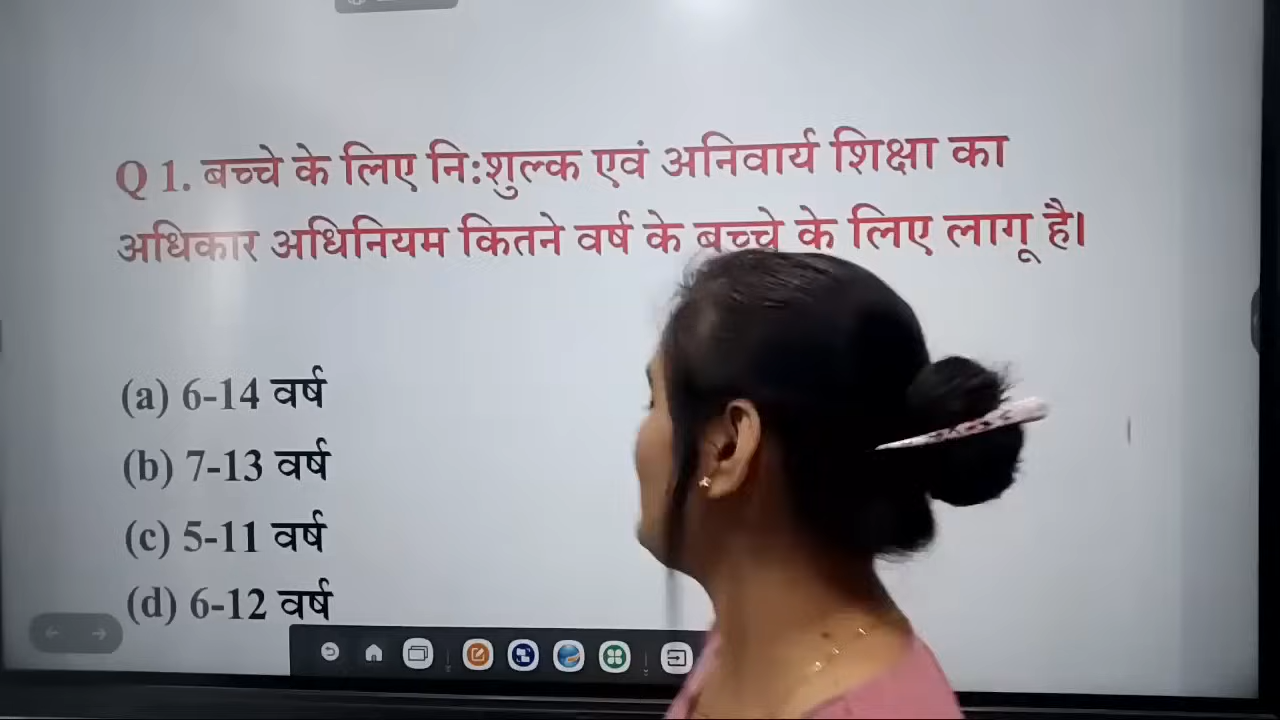 Q 1. बच्चे के लिए नि:शुल्क एवं अनिवार्य शिक्षा का
अधिकार अधिनियम कितने वर्ष के बच्चे के लिए लागू है।
(a) 6-14 वर्ष
(b) 7-13 वर्ष
(c) 5-11 वर्ष
(d) 6-12 वर्ष